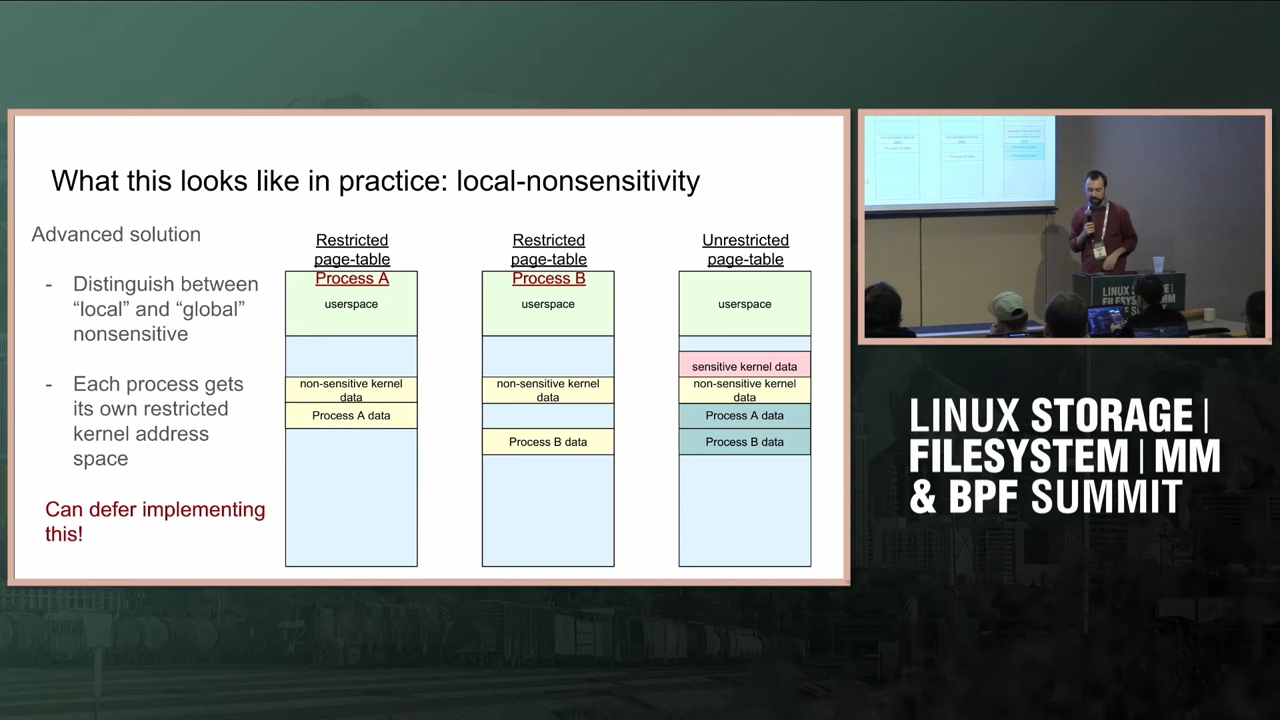 What this looks like in practice: local-nonsensitivity
Advanced solution
- Distinguish between
"local" and "global"
nonsensitive
- Each process gets
its own restricted
kernel address
space
Can defer implementing
this!
Restricted
page-table
Process A
userspace
non-sensitive kernel
data
Process A data
Restricted
page-table
Process B
userspace
non-sensitive kernel
data
Process B data
Unrestricted
page-table
userspace
sensitive kernel data
non-sensitive kernel
data
Process A data
Process B data
LINUX STORAGE |
FILESYSTEM | MM
& BPF SUMMIT